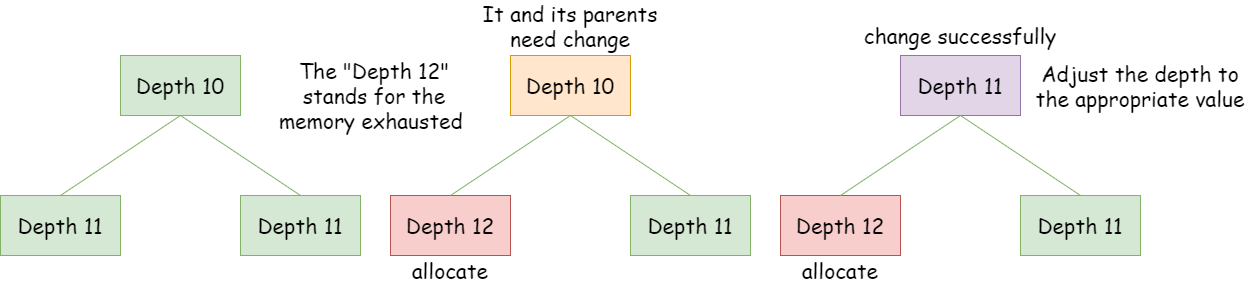 Depth 10
Depth 11
Depth 11
The "Depth 12"
stands for the
memory exhausted
It and its parents
need change
Depth 10
Depth 12
allocate
Depth 11
change successfully
Depth 11
Adjust the depth to
the appropriate value
Depth 12
allocate
Depth 11